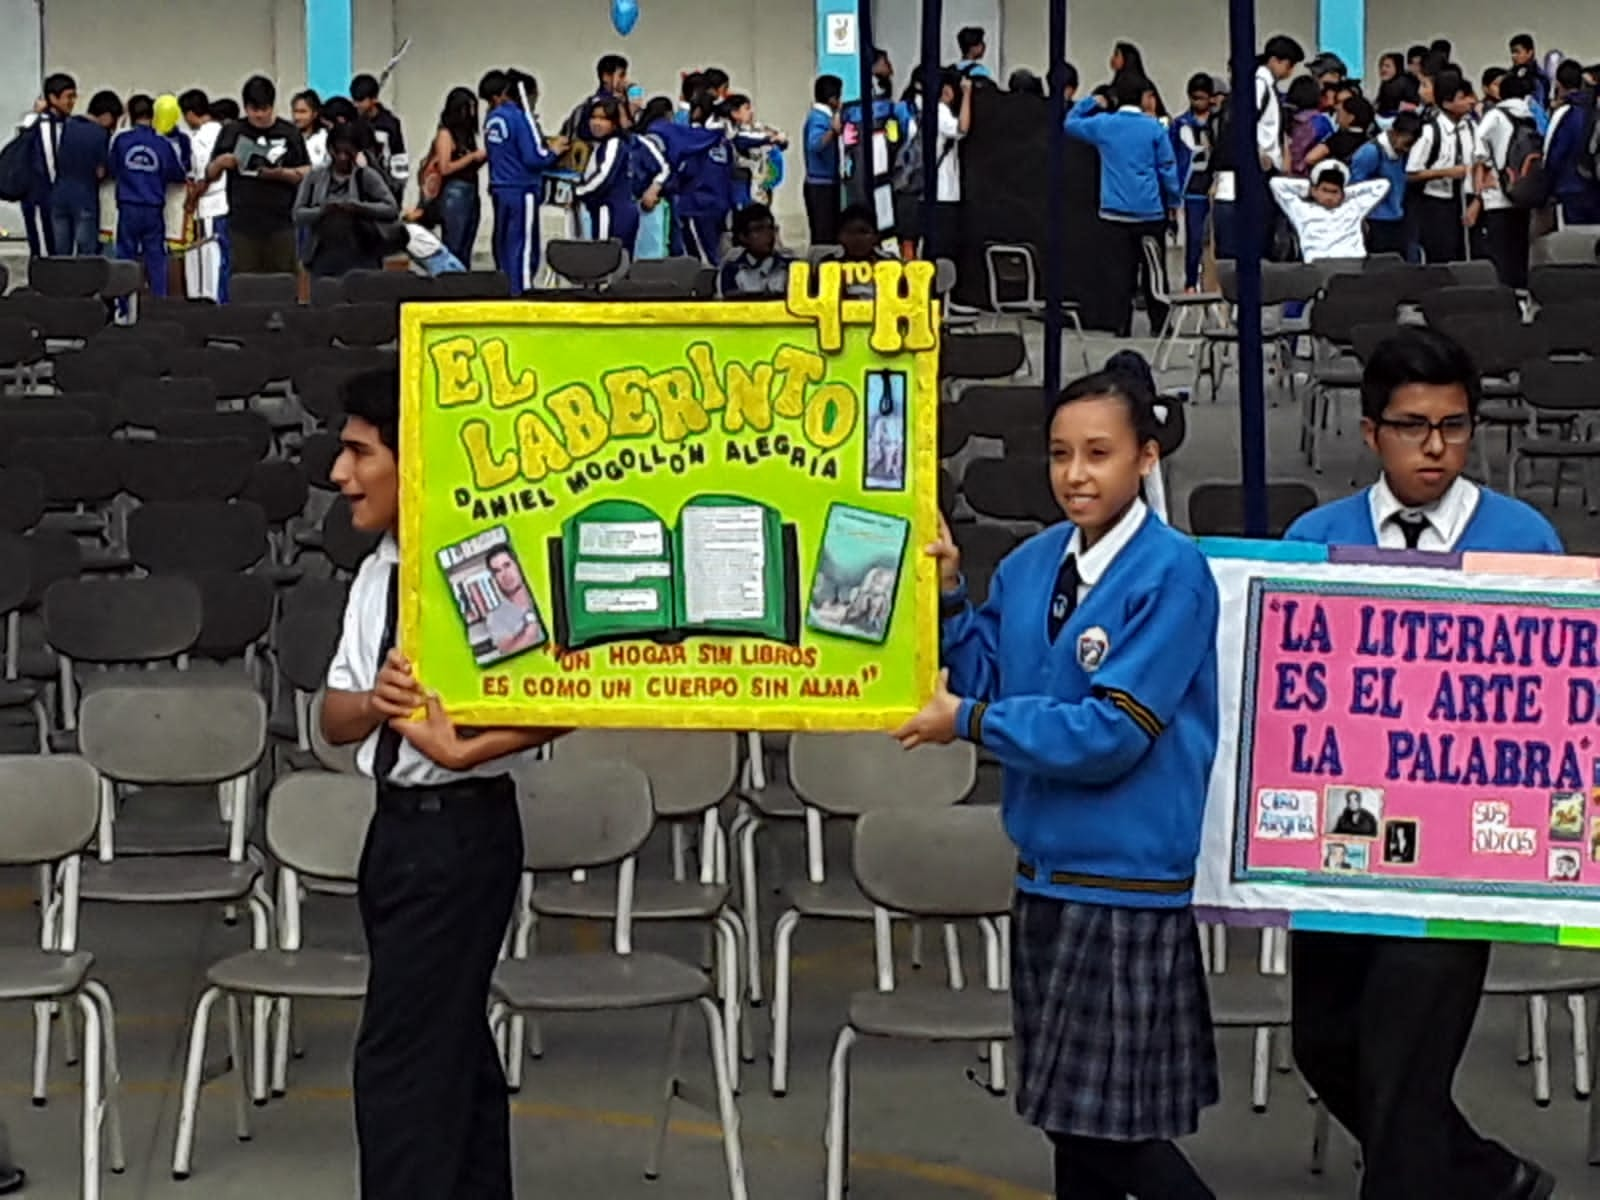 4TO H
EL
LABERINTO
DANIEL MOGOLLÓN ALEGRÍA
"UN HOGAR SIN LIBROS
ES COMO UN CUERPO SIN ALMA"
"LA LITERATUR
ES EL ARTE D
LA PALABRA"
Ciro
Alegría
SUS
OBRAS